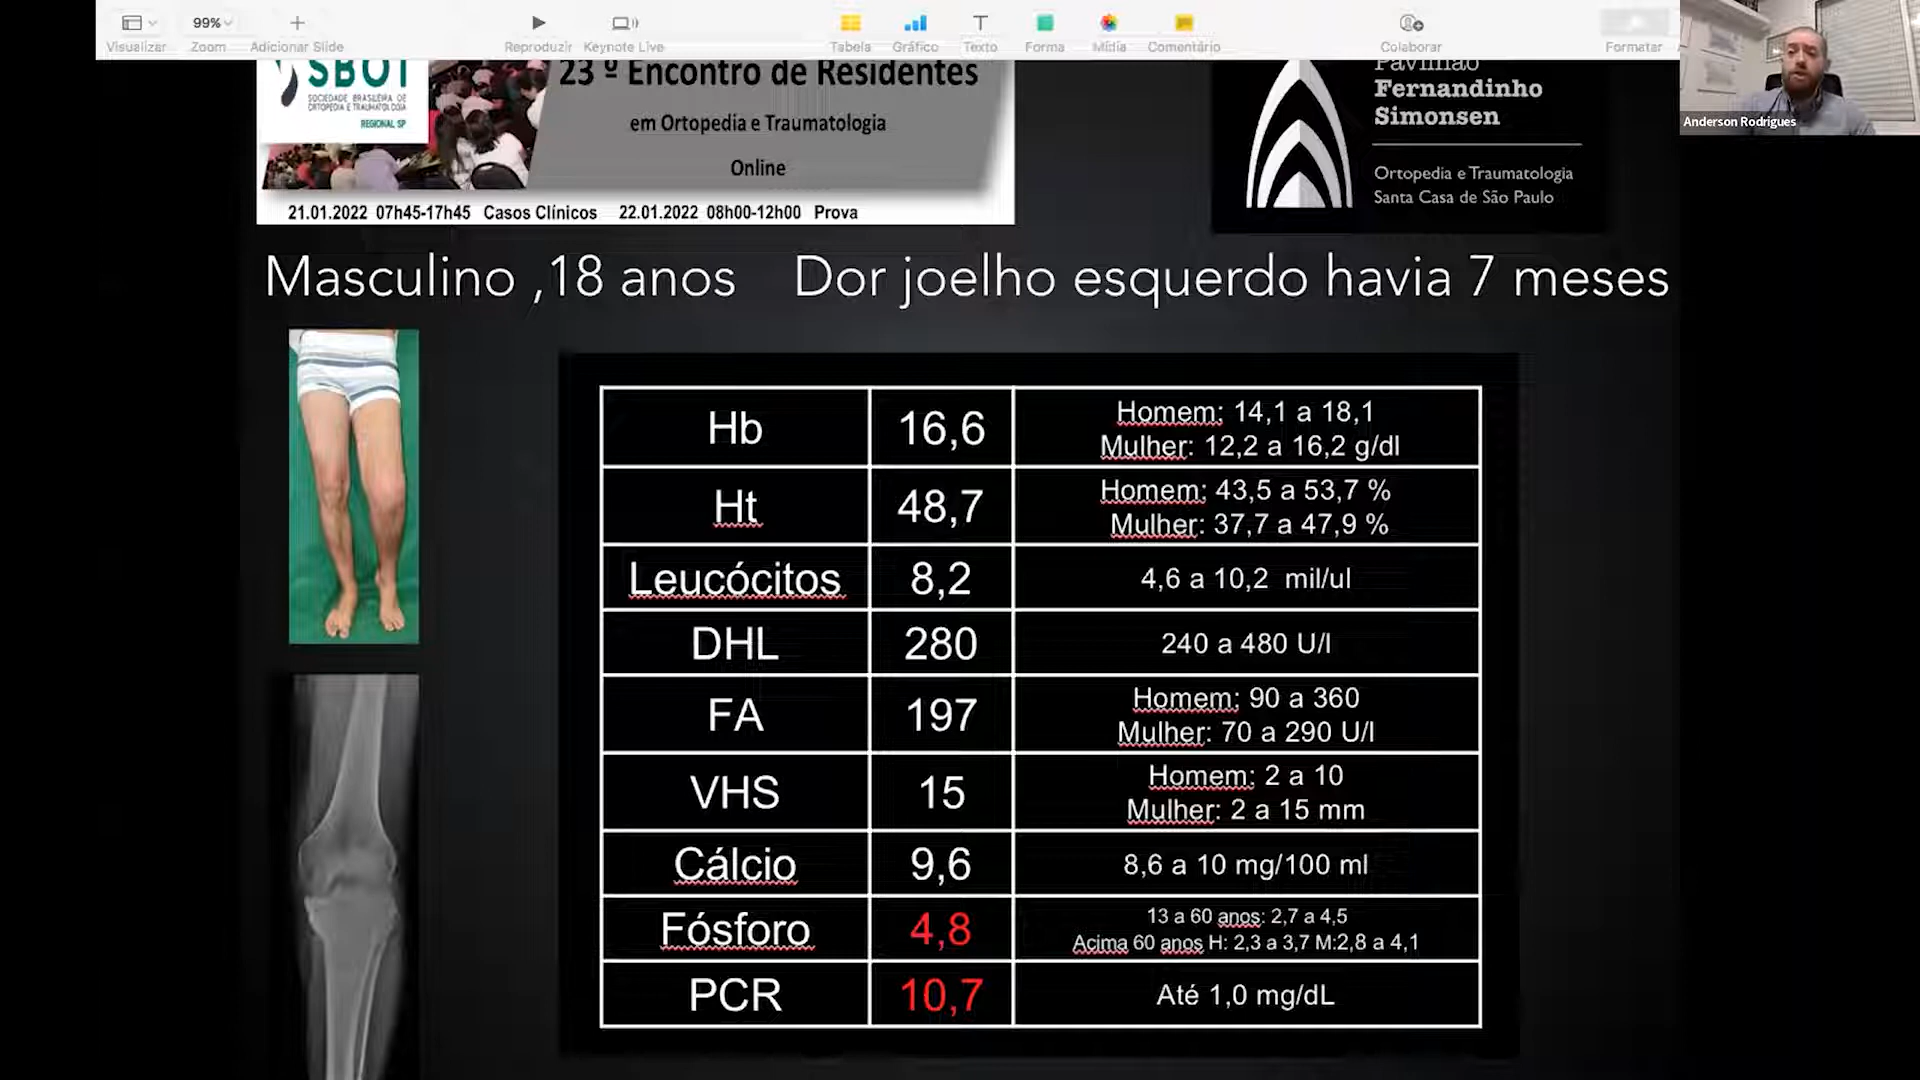 99%
Visualizar
Zoom
Adicionar Slide
Reproduzir
Keynote Live
Tabela
Gráfico
Texto
Forma
Mídia
Comentário
Colaborar
Formatar
Anderson Rodrigues
SBOT
SOCIEDADE BRASILEIRA DE
ORTOPEDIA E TRAUMATOLOGIA
REGIONAL SP
23 º Encontro de Residentes
em Ortopedia e Traumatologia
Online
21.01.2022 07h45-17h45 Casos Clínicos 22.01.2022 08h00-12h00 Prova
Pavilhão
Fernandinho
Simonsen
Ortopedia e Traumatologia
Santa Casa de São Paulo
Masculino ,18 anos Dor joelho esquerdo havia 7 meses
Hb
16,6
Homem: 14,1 a 18,1
Mulher: 12,2 a 16,2 g/dl
Ht
48,7
Homem: 43,5 a 53,7 %
Mulher: 37,7 a 47,9 %
Leucócitos
8,2
4,6 a 10,2 mil/ul
DHL
280
240 a 480 U/l
FA
197
Homem: 90 a 360
Mulher: 70 a 290 U/l
VHS
15
Homem: 2 a 10
Mulher: 2 a 15 mm
Cálcio
9,6
8,6 a 10 mg/100 ml
Fósforo
4,8
13 a 60 anos: 2,7 a 4,5
Acima 60 anos H: 2,3 a 3,7 M:2,8 a 4,1
PCR
10,7
Até 1,0 mg/dL